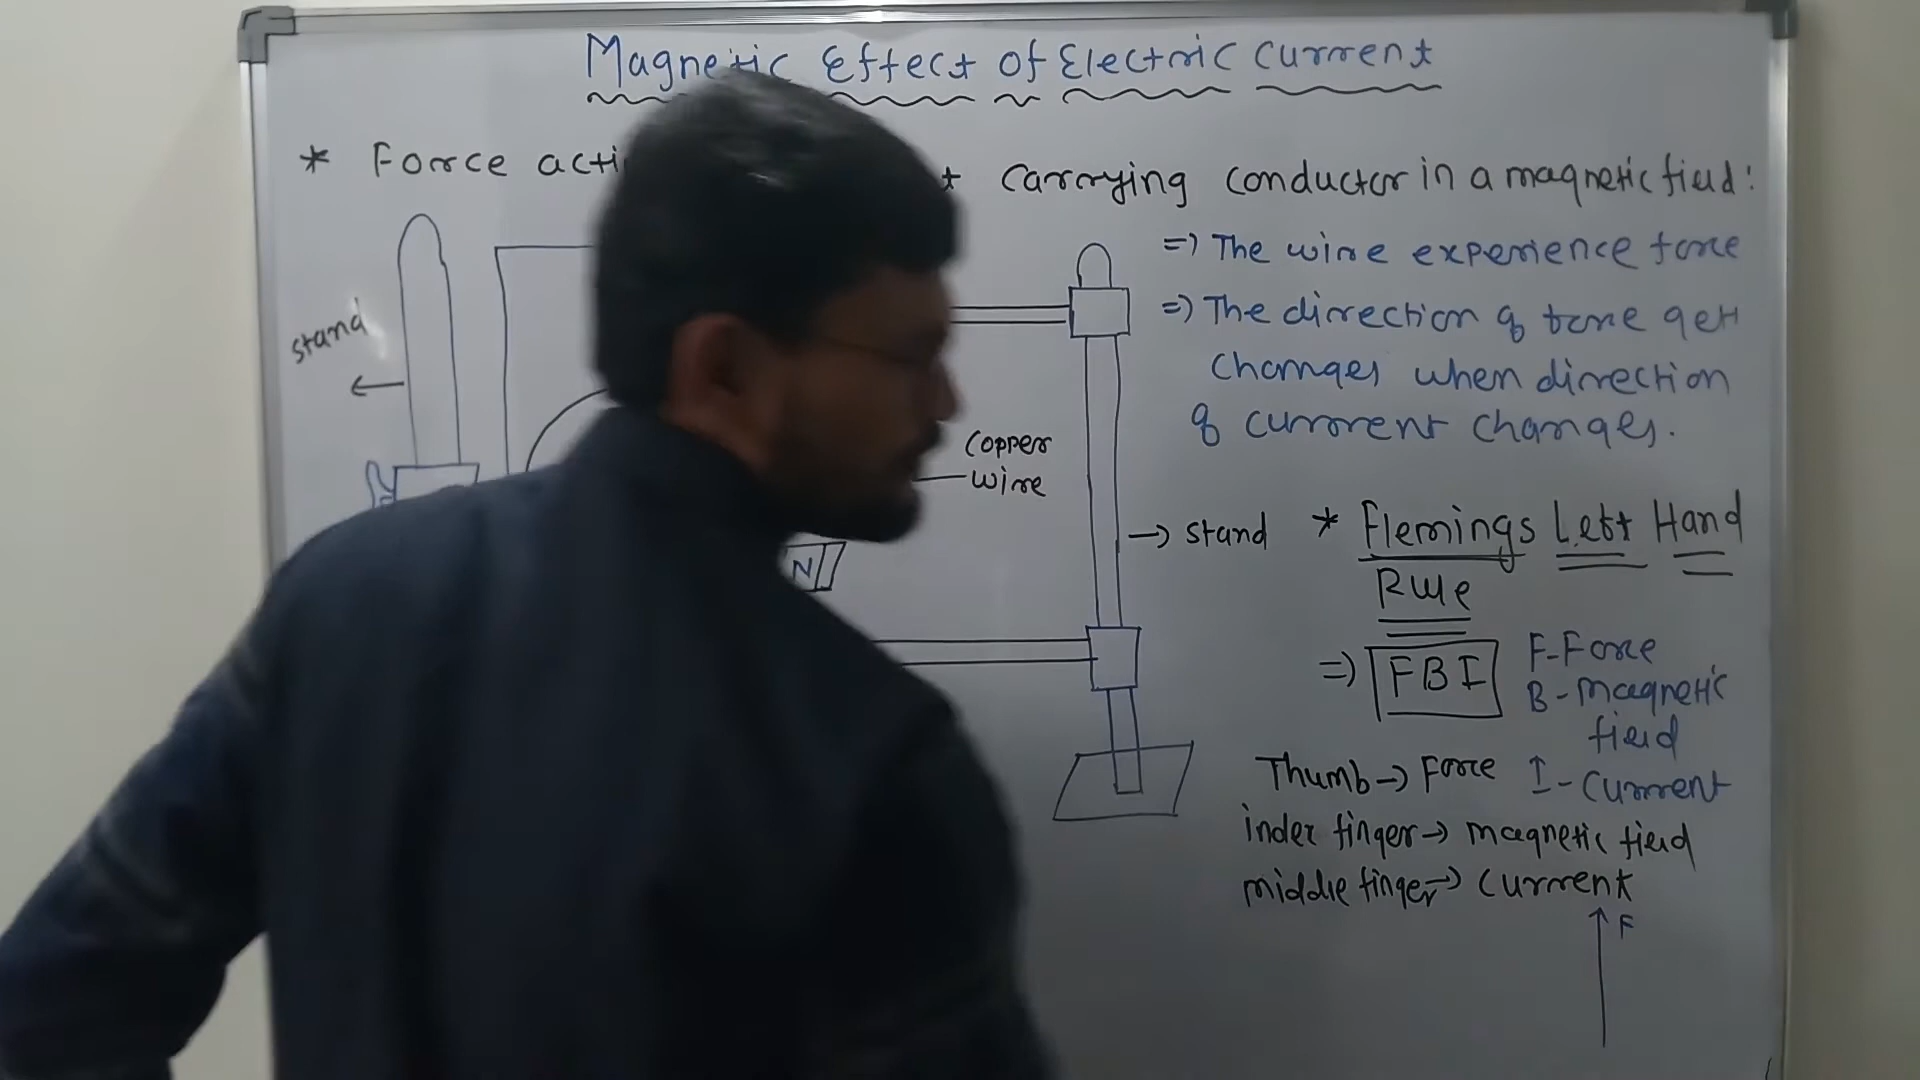 Magnetic Effect of Electric Current
* Force acti
t carrying conductor in a magnetic field:
=) The wire experience force
=) The direction of force get
changes when direction
of current changes.
stand
copper
wire
N
-> stand
* Flemings Left Hand
Rule
=) FBI
F-Force
B-Magnetic
field
I-Current
Thumb -> Force
index finger -> magnetic field
middle finger -> current
F